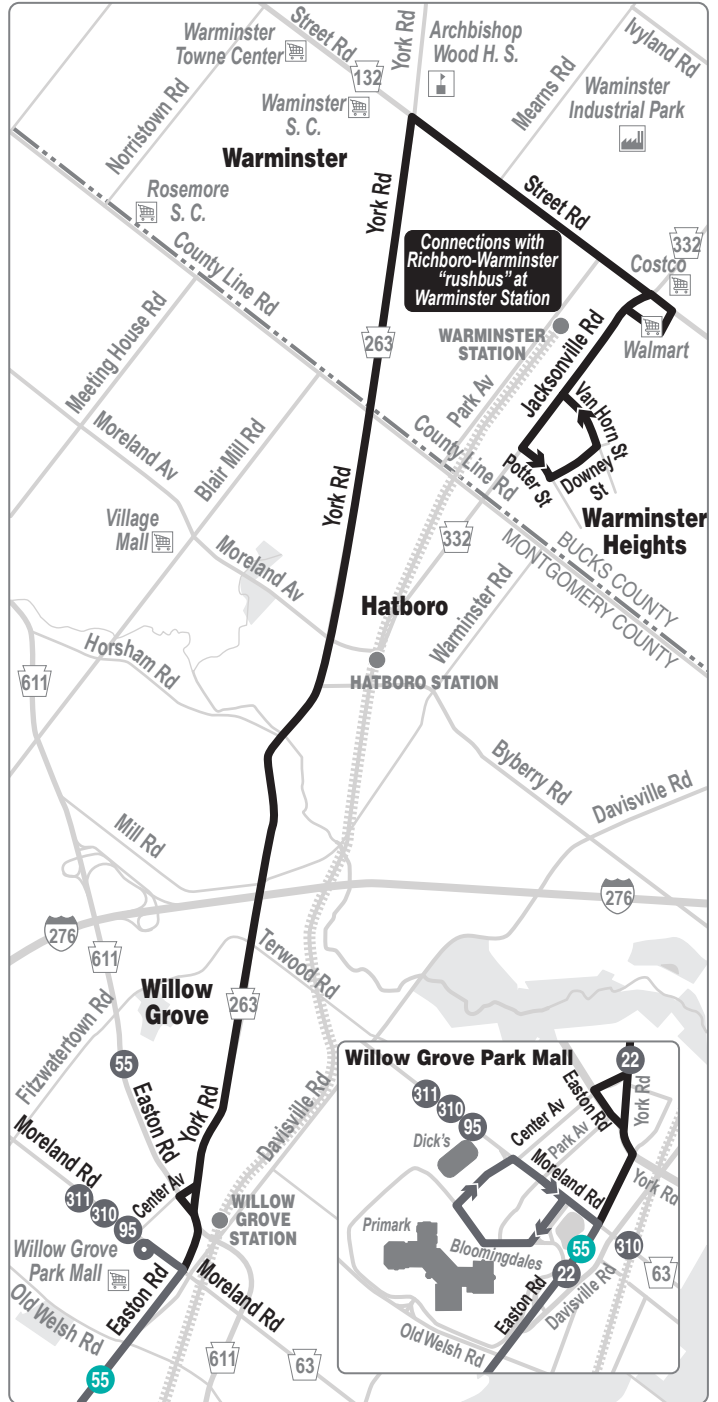 Warminster
Towne Center
Street Rd
132
York Rd
Archbishop
Wood H. S.
Ivyland Rd
Mearns Rd
Waminster
Industrial Park
Norristown Rd
Waminster
S. C.
Warminster
Rosemore
S. C.
York Rd
Street Rd
County Line Rd
Connections with
Richboro-Warminster
“rushbus” at
Warminster Station
332
Costco
Meeting House Rd
263
WARMINSTER
STATION
Walmart
Jacksonville Rd
Park Av
Van Horn St
Moreland Av
Blair Mill Rd
County Line Rd
Potter St
Downey
St
York Rd
Village
Mall
Moreland Av
332
Warminster
Heights
BUCKS COUNTY
MONTGOMERY COUNTY
Hatboro
Warminster Rd
Horsham Rd
611
HATBORO STATION
Byberry Rd
Davisville Rd
Mill Rd
276
276
611
Terwood Rd
Willow
Grove
263
Fitzwatertown Rd
55
Easton Rd
York Rd
Davisville Rd
Moreland Rd
311
310
95
Center Av
WILLOW
GROVE
STATION
Willow Grove
Park Mall
Easton Rd
Moreland Rd
Old Welsh Rd
55
611
63
Willow Grove Park Mall
22
Easton Rd
York Rd
311
310
95
Center Av
Park Av
Dick's
Moreland Rd
York Rd
Primark
Bloomingdales
55
310
22
63
Easton Rd
Davisville Rd
Old Welsh Rd